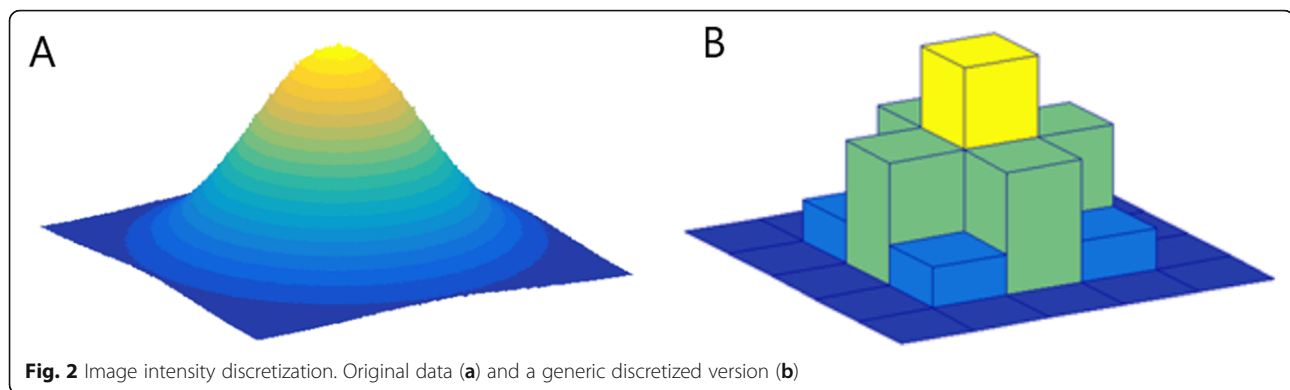 A
B
Fig. 2 Image intensity discretization. Original data (a) and a generic discretized version (b)